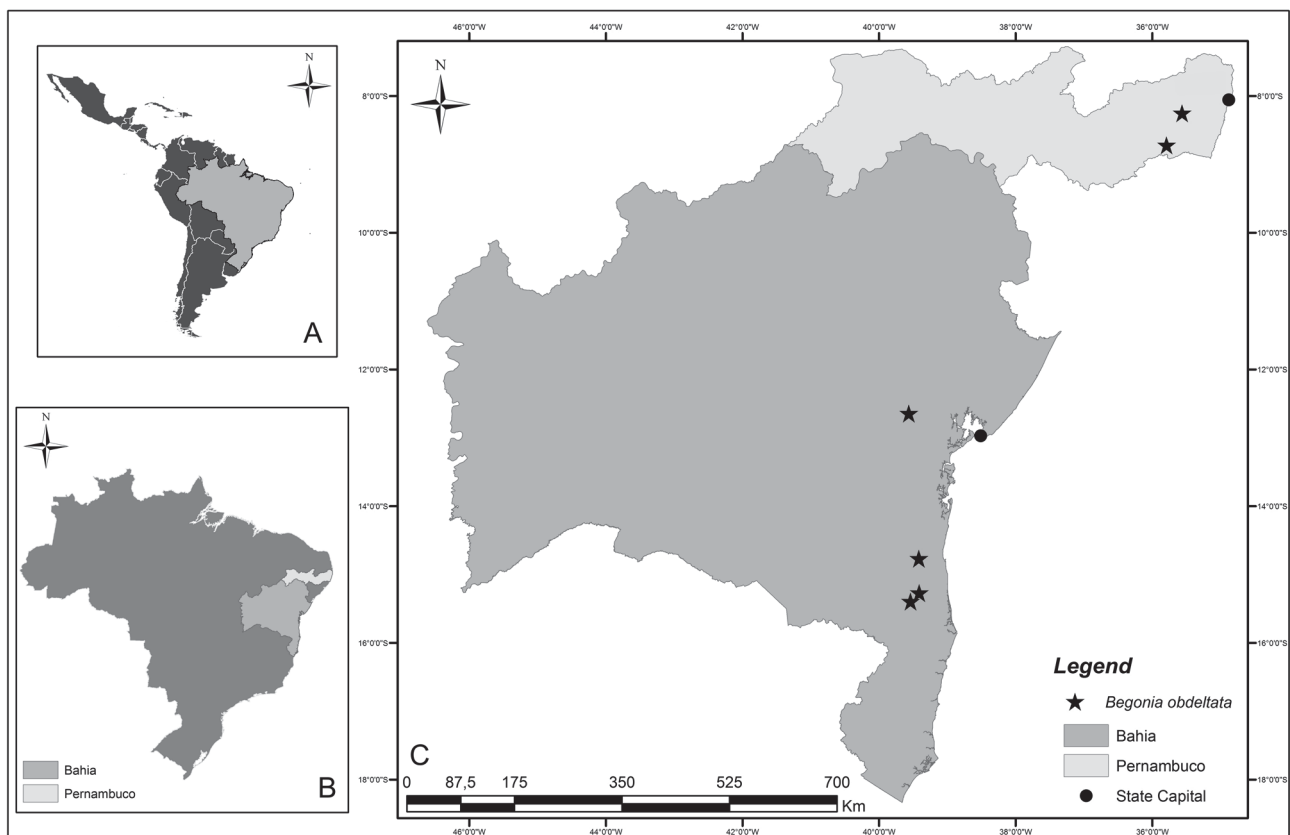 N
A
N
Bahia
Pernambuco
B
46°0'0"W 44°0'0"W 42°0'0"W 40°0'0"W 38°0'0"W 36°0'0"W
N
8°0'0"S 8°0'0"S
10°0'0"S 10°0'0"S
12°0'0"S 12°0'0"S
14°0'0"S 14°0'0"S
16°0'0"S 16°0'0"S
18°0'0"S 18°0'0"S
Legend
Begonia obdeltata
Bahia
Pernambuco
State Capital
C
0 87,5 175 350 525 700
Km
46°0'0"W 44°0'0"W 42°0'0"W 40°0'0"W 38°0'0"W 36°0'0"W